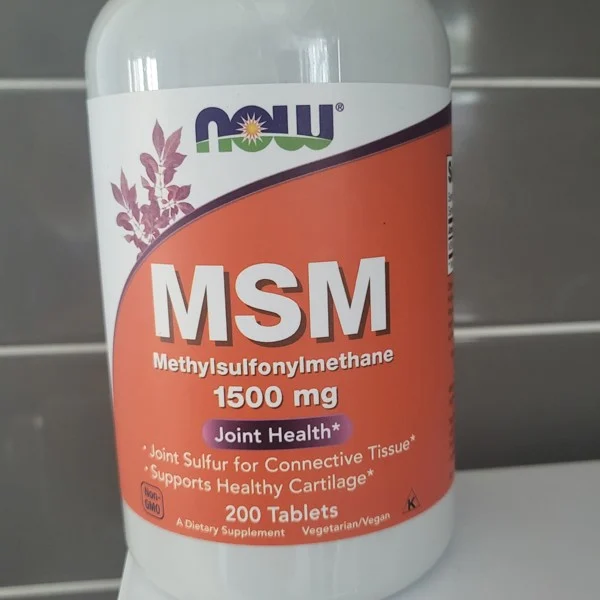 NOW®
MSM
Methylsulfonylmethane
1500 mg
Joint Health*
· Joint Sulfur for Connective Tissue*
· Supports Healthy Cartilage*
Non-
GMO
200 Tablets
K
A Dietary Supplement Vegetarian/Vegan